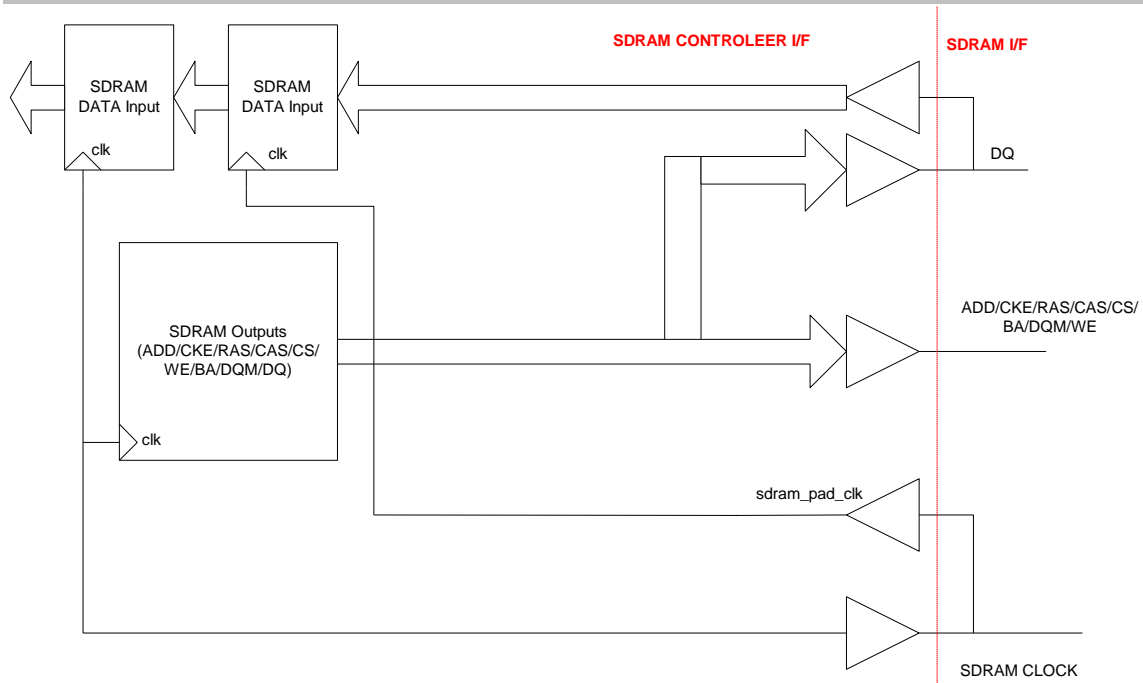 SDRAM CONTROLEER I/F
SDRAM I/F
SDRAM
DATA Input
clk
SDRAM
DATA Input
clk
DQ
SDRAM Outputs
(ADD/CKE/RAS/CAS/CS/
WE/BA/DQM/DQ)
clk
ADD/CKE/RAS/CAS/CS/
BA/DQM/WE
sdram_pad_clk
SDRAM CLOCK